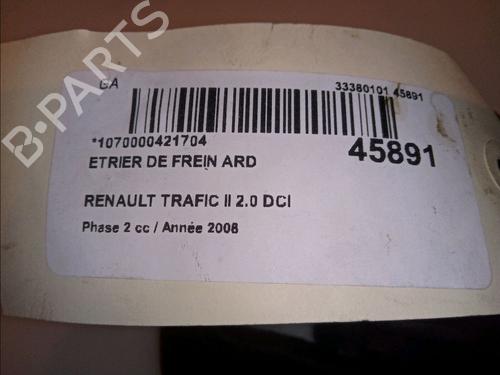 GA
33380101 45891
*1070000421704
45891
ETRIER DE FREIN ARD
RENAULT TRAFIC II 2.0 DCI
Phase 2 cc / Année 2008
B-PARTS